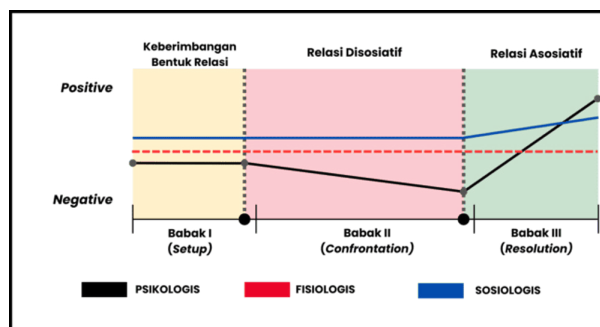 Keberimbangan
Bentuk Relasi
Relasi Disosiatif
Relasi Asosiatif
Positive
Negative
Babak I
(Setup)
Babak II
(Confrontation)
Babak III
(Resolution)
PSIKOLOGIS
FISIOLOGIS
SOSIOLOGIS